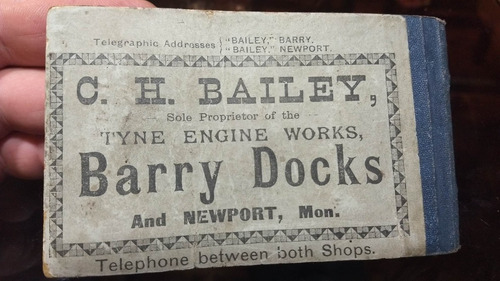 Telegraphic Addresses { "BAILEY," BARRY.
"BAILEY," NEWPORT.
C. H. BAILEY,
Sole Proprietor of the
TYNE ENGINE WORKS,
Barry Docks
And NEWPORT, Mon.
Telephone between both Shops.